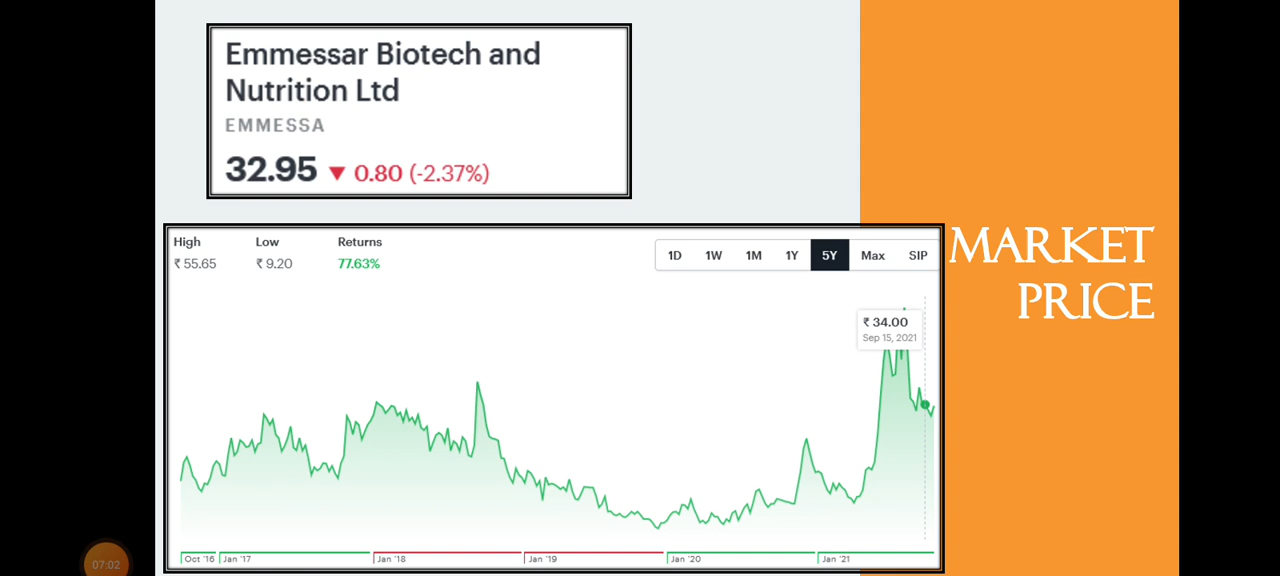 Emmessar Biotech and
Nutrition Ltd
EMMESSA
32.95 ▼ 0.80 (-2.37%)
High Low Returns
₹ 55.65 ₹ 9.20 77.63%
1D 1W 1M 1Y 5Y Max SIP
MARKET
PRICE
₹ 34.00
Sep 15, 2021
Oct '16 Jan '17 Jan '18 Jan '19 Jan '20 Jan '21
07:02